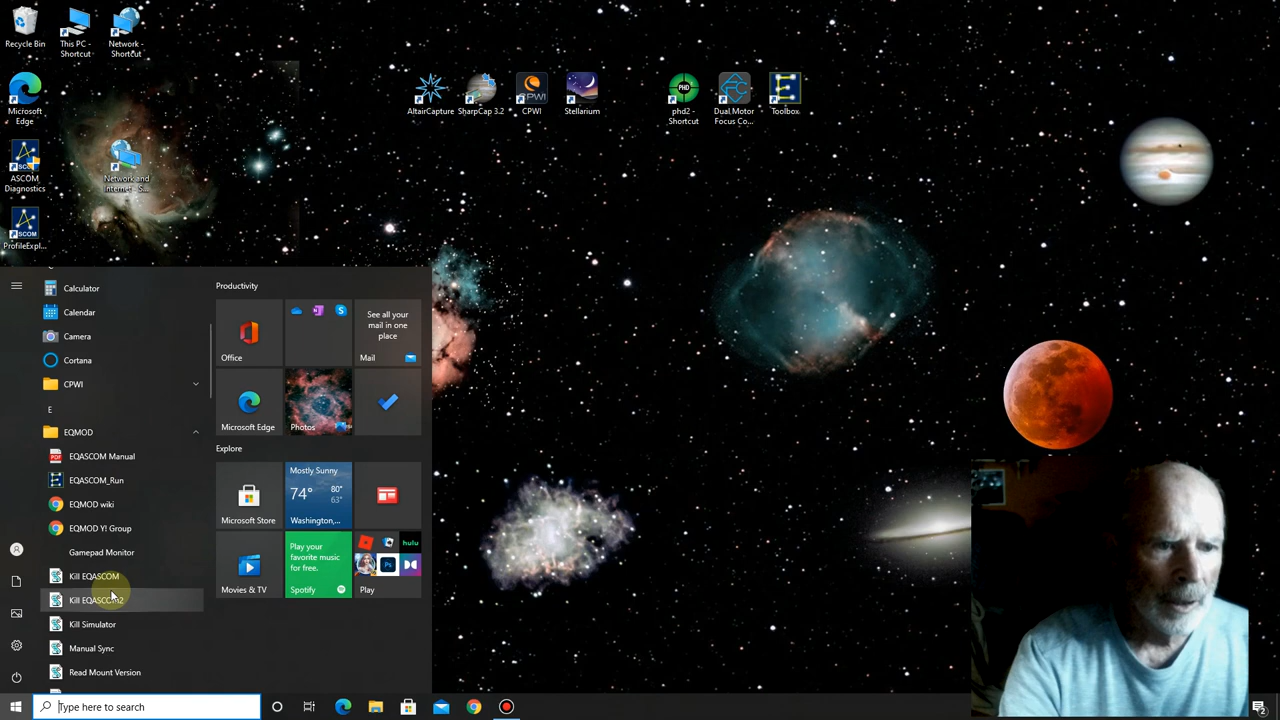 Recycle Bin
This PC -
Shortcut
Network -
Shortcut
Microsoft
Edge
AltairCapture
SharpCap 3.2
CPWI
Stellarium
phd2 -
Shortcut
Dual Motor
Focus Co...
Toolbox
ASCOM
Diagnostics
Network and
Internet - S...
ProfileExpl...
Calculator
Calendar
Camera
Cortana
CPWI
E
EQMOD
EQASCOM Manual
EQASCOM_Run
EQMOD wiki
EQMOD Y! Group
Gamepad Monitor
Kill EQASCOM
Kill EQASCOM2
Kill Simulator
Manual Sync
Read Mount Version
Productivity
Office
See all your
mail in one
place
Mail
Microsoft Edge
Photos
Explore
Microsoft Store
Mostly Sunny
74°
80°
63°
Washington,...
Movies & TV
Play your
favorite music
for free.
Spotify
hulu
Ps
Play
Type here to search
2